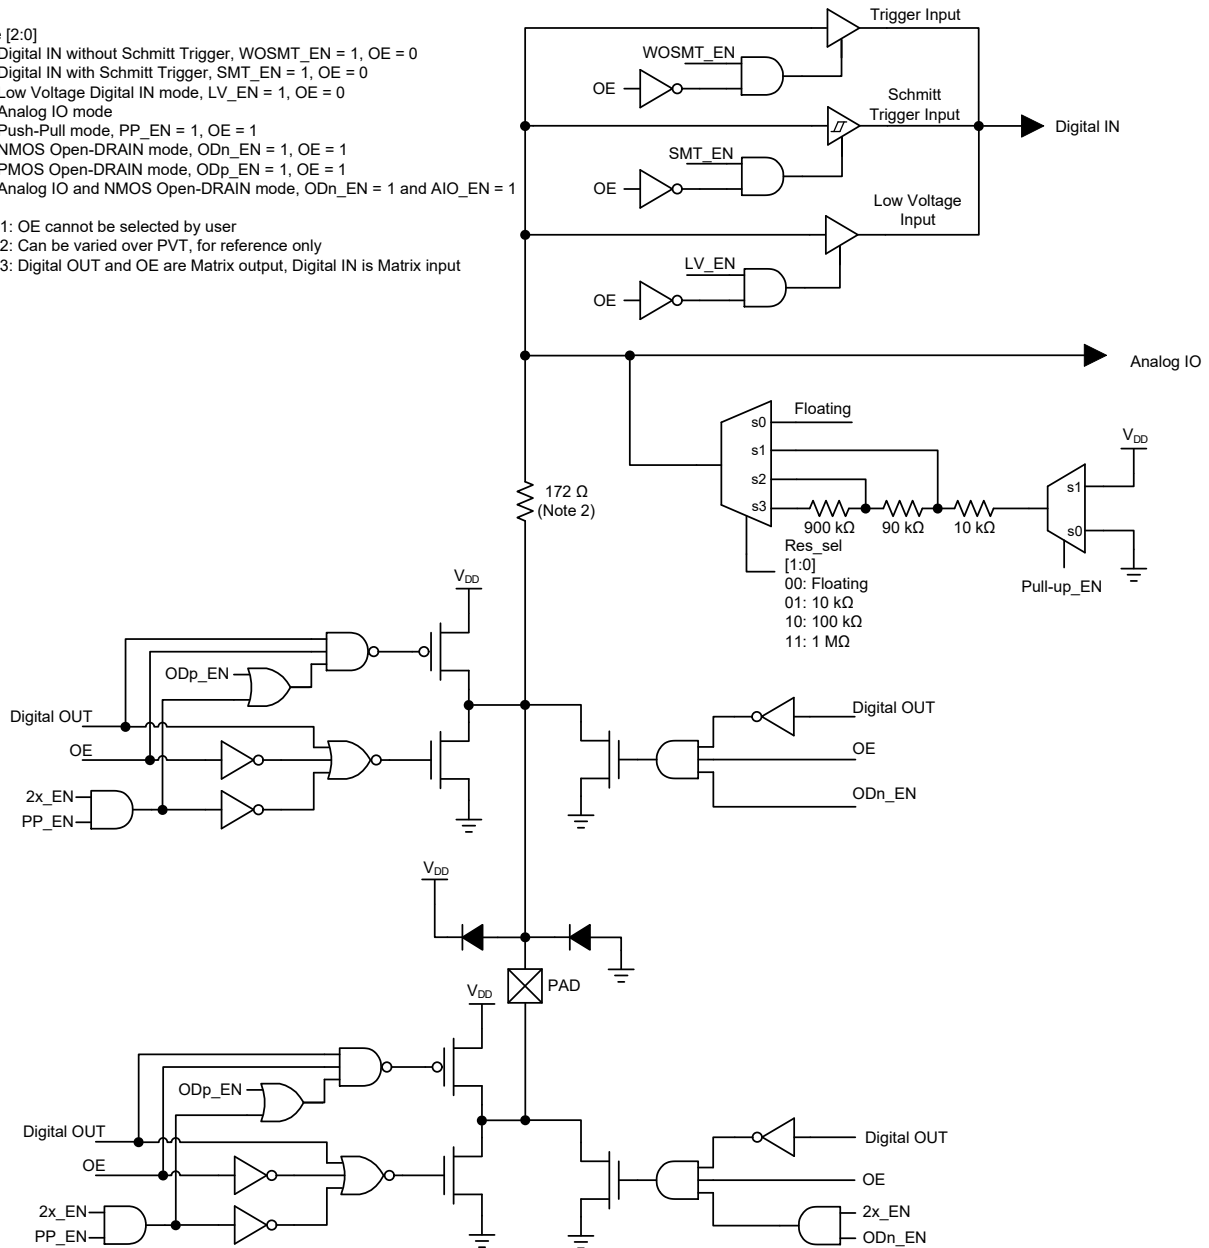 [2:0]
Digital IN without Schmitt Trigger, WOSMT_EN = 1, OE = 0
Digital IN with Schmitt Trigger, SMT_EN = 1, OE = 0
Low Voltage Digital IN mode, LV_EN = 1, OE = 0
Analog IO mode
Push-Pull mode, PP_EN = 1, OE = 1
NMOS Open-DRAIN mode, ODn_EN = 1, OE = 1
PMOS Open-DRAIN mode, ODp_EN = 1, OE = 1
Analog IO and NMOS Open-DRAIN mode, ODn_EN = 1 and AIO_EN = 1
1: OE cannot be selected by user
2: Can be varied over PVT, for reference only
3: Digital OUT and OE are Matrix output, Digital IN is Matrix input
Trigger Input
WOSMT_EN
OE
Schmitt
Trigger Input
Digital IN
SMT_EN
OE
Low Voltage
Input
LV_EN
OE
Analog IO
Floating
s0
s1
s2
s3
900 kΩ
90 kΩ
10 kΩ
VDD
s1
s0
Pull-up_EN
Res_sel
[1:0]
00: Floating
01: 10 kΩ
10: 100 kΩ
11: 1 MΩ
172 Ω
(Note 2)
VDD
ODp_EN
Digital OUT
OE
2x_EN
PP_EN
Digital OUT
OE
ODn_EN
VDD
PAD
VDD
ODp_EN
Digital OUT
OE
2x_EN
PP_EN
Digital OUT
OE
2x_EN
ODn_EN